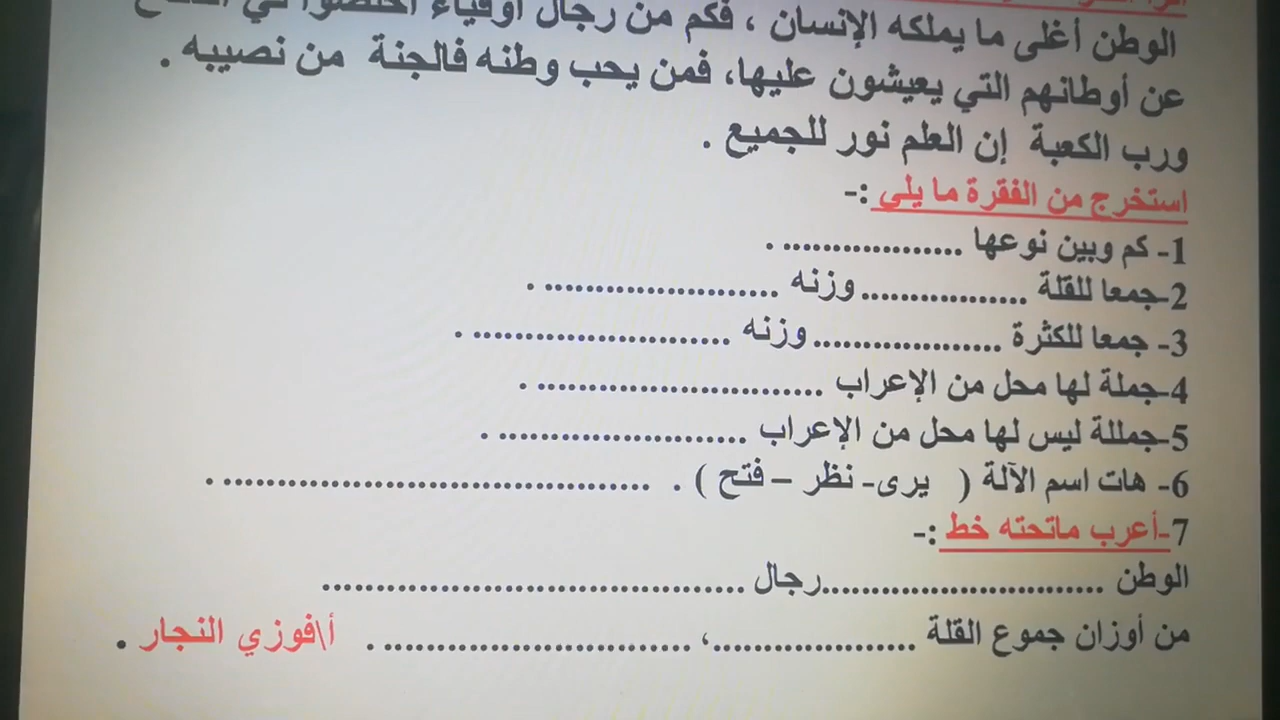 الوطن أغلى ما يملكه الإنسان ، فكم من رجال أوفياء
عن أوطانهم التي يعيشون عليها، فمن يحب وطنه فالجنة من نصيبه .
ورب الكعبة إن العلم نور للجميع .
استخرج من الفقرة ما يلي :-
1- كم وبين نوعها .................. .
2-جمعا للقلة .................وزنه ........................ .
3- جمعا للكثرة ...................وزنه ........................... .
4-جملة لها محل من الإعراب ............................. .
5-جمللة ليس لها محل من الإعراب ......................... .
6- هات اسم الآلة ( يرى- نظر – فتح ) . ........................................... .
7-أعرب ماتحته خط :-
الوطن .............................رجال ...........................................
من أوزان جموع القلة ....................، ............................... . أ\فوزي النجار .